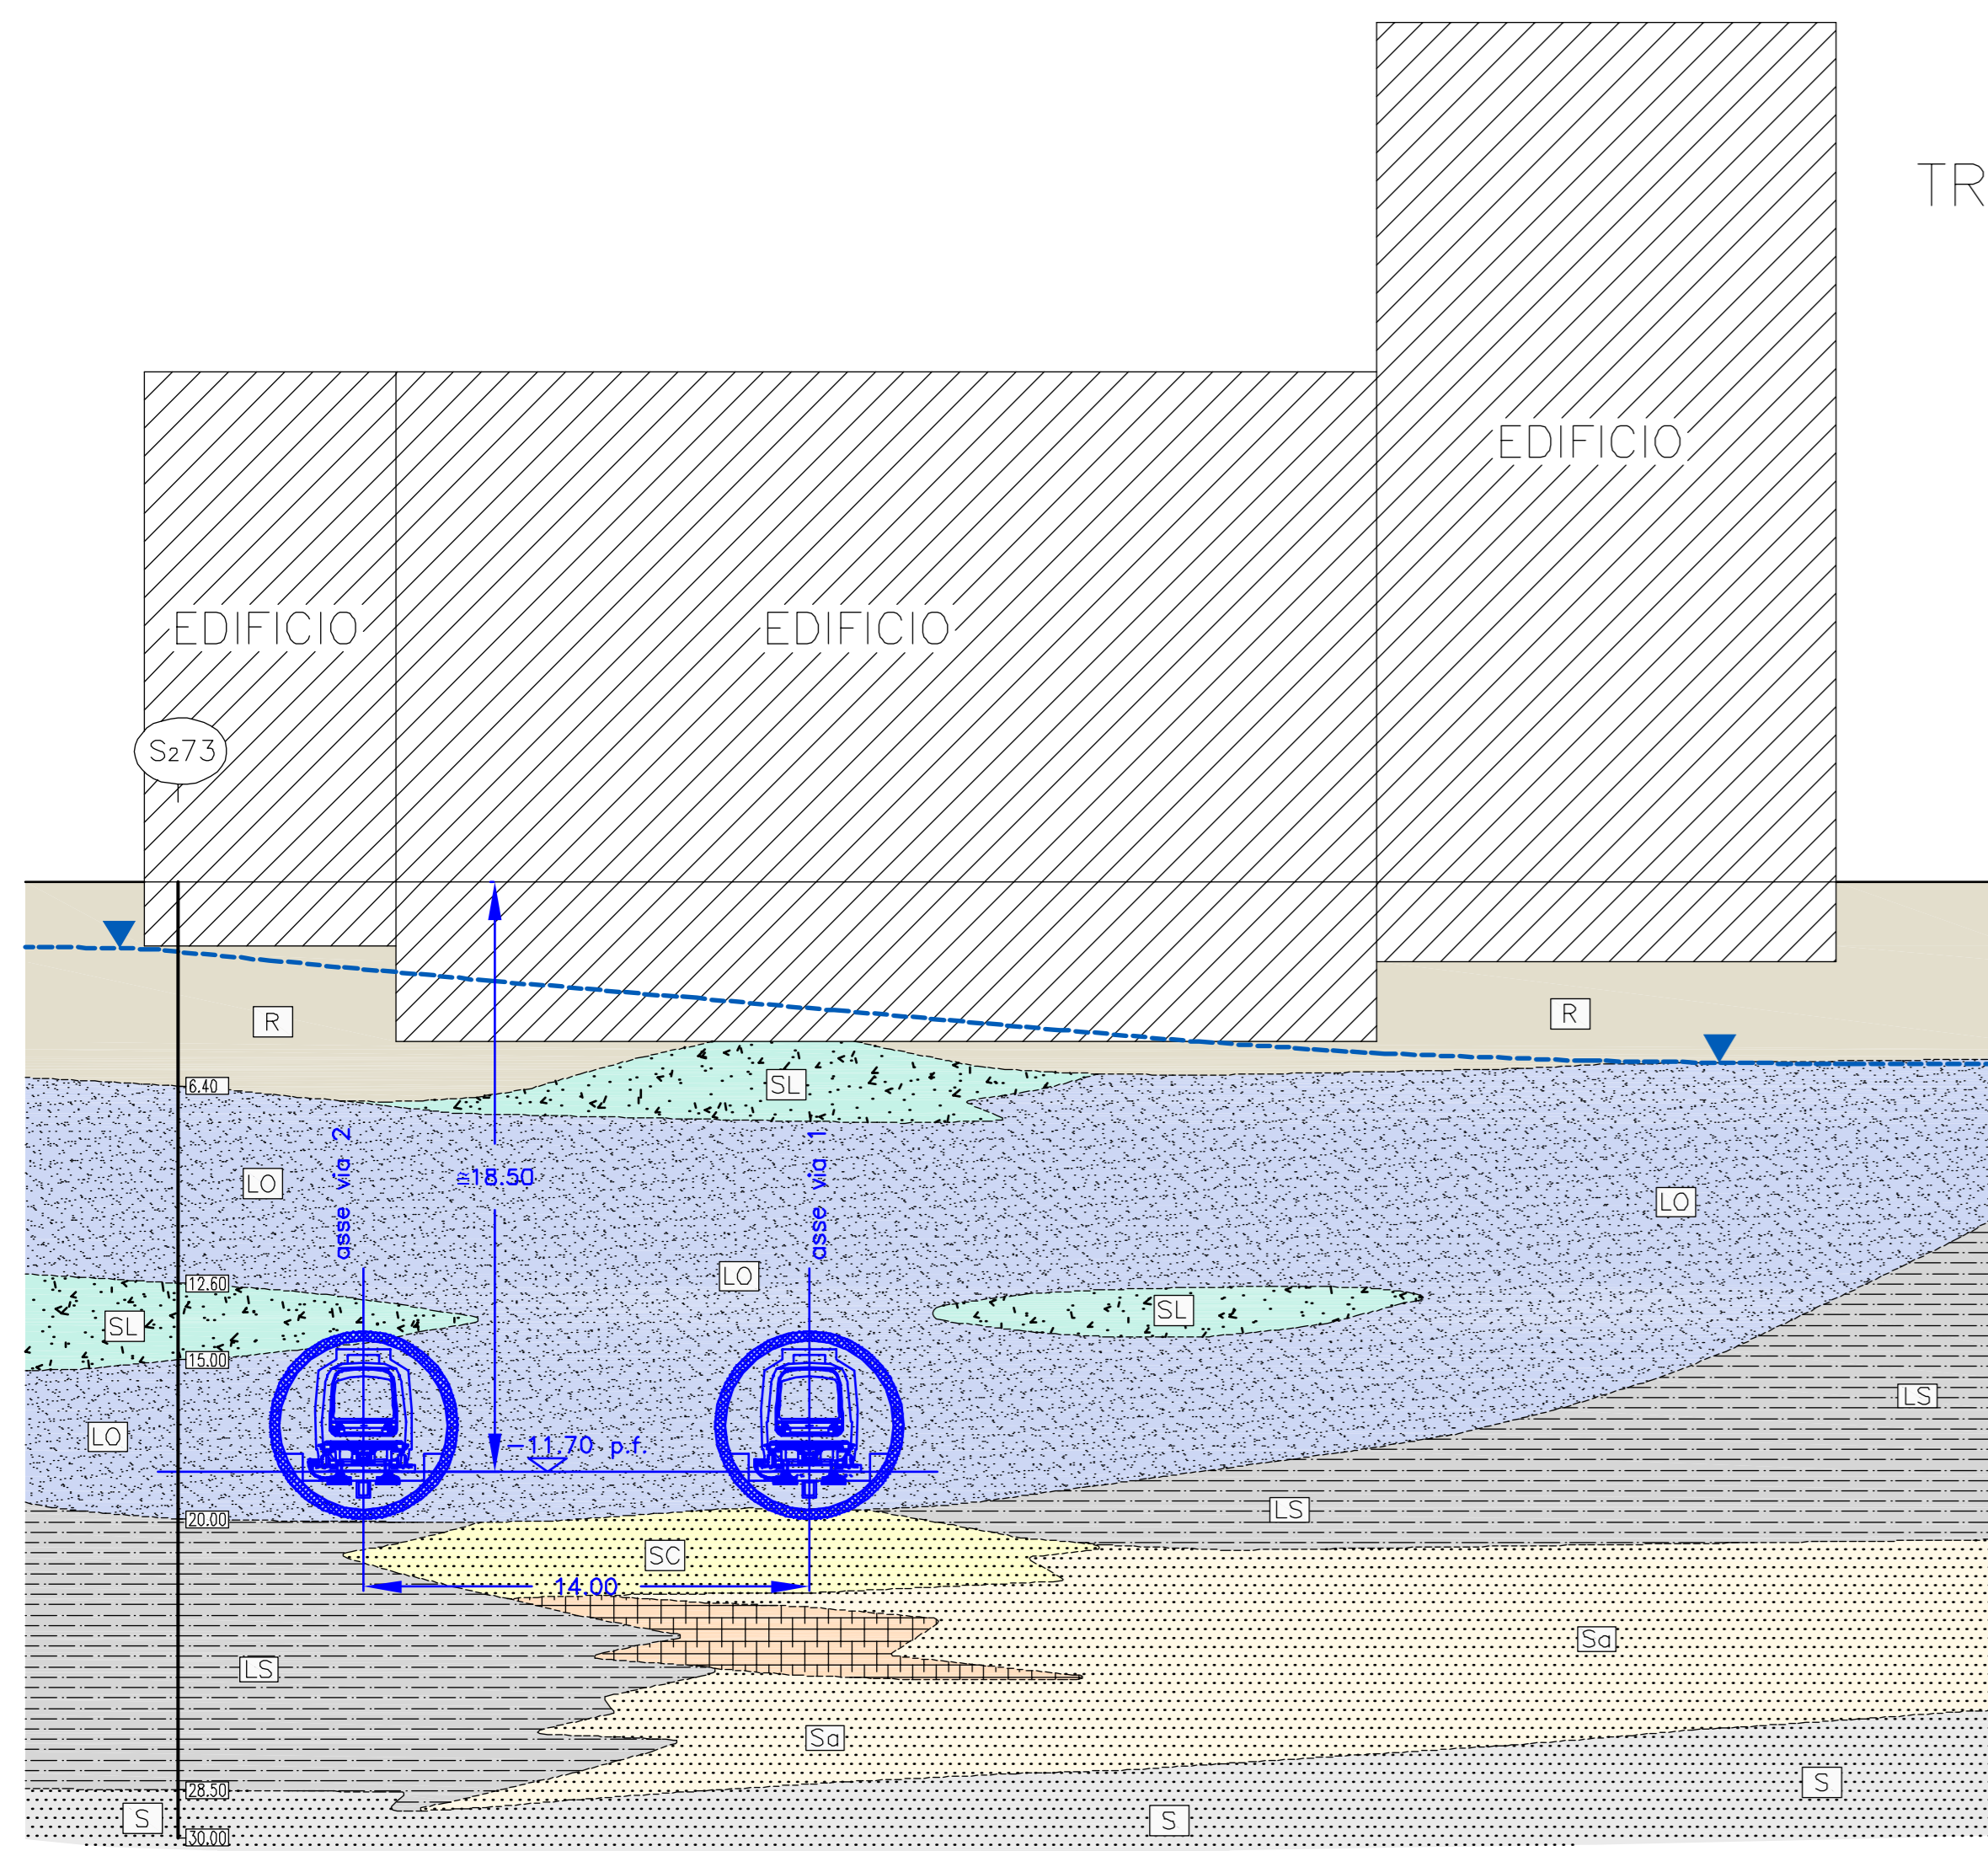 TR
EDIFICIO
EDIFICIO
EDIFICIO
S273
R
R
6.40
SL
asse via 2
asse via 1
≃18.50
LO
LO
LO
12.60
SL
SL
15.00
LS
LO
-11.70 p.f.
20.00
LS
SC
14.00
Sa
LS
Sa
28.50
S
S
S
30.00